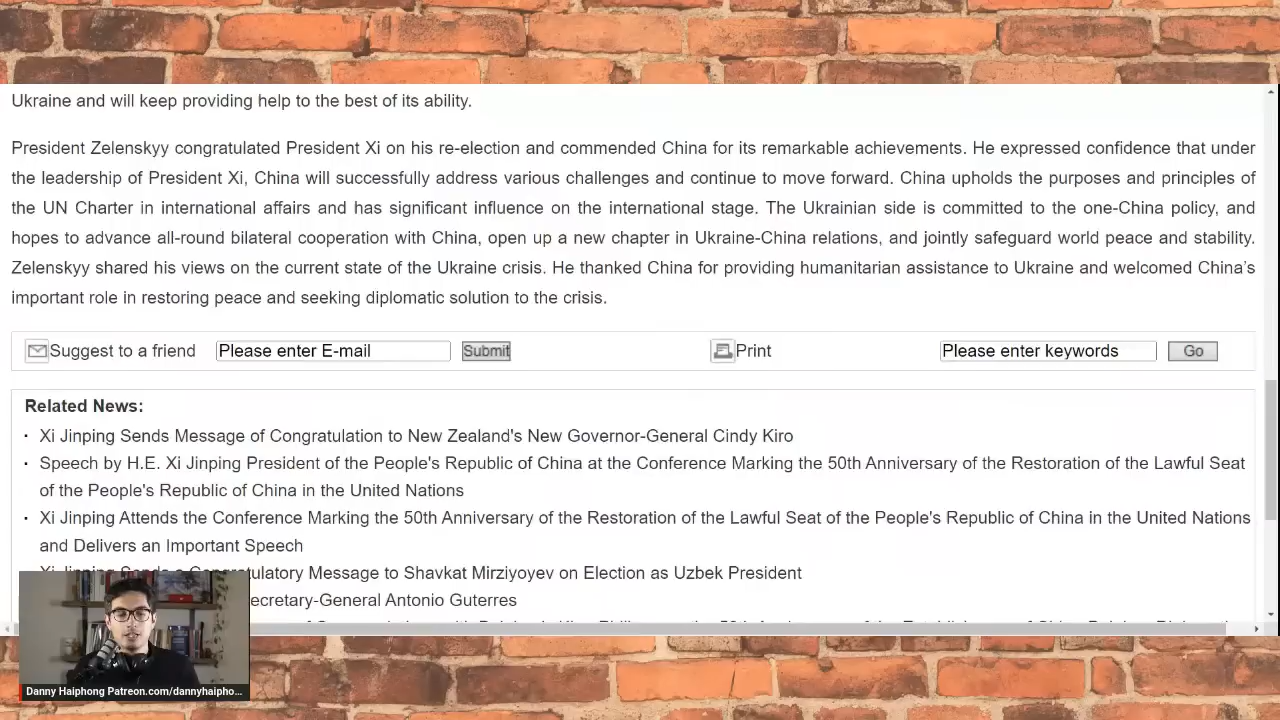 Ukraine and will keep providing help to the best of its ability.
President Zelenskyy congratulated President Xi on his re-election and commended China for its remarkable achievements. He expressed confidence that under
the leadership of President Xi, China will successfully address various challenges and continue to move forward. China upholds the purposes and principles of
the UN Charter in international affairs and has significant influence on the international stage. The Ukrainian side is committed to the one-China policy, and
hopes to advance all-round bilateral cooperation with China, open up a new chapter in Ukraine-China relations, and jointly safeguard world peace and stability.
Zelenskyy shared his views on the current state of the Ukraine crisis. He thanked China for providing humanitarian assistance to Ukraine and welcomed China's
important role in restoring peace and seeking diplomatic solution to the crisis.
Suggest to a friend Please enter E-mail Submit Print Please enter keywords Go
Related News:
· Xi Jinping Sends Message of Congratulation to New Zealand's New Governor-General Cindy Kiro
· Speech by H.E. Xi Jinping President of the People's Republic of China at the Conference Marking the 50th Anniversary of the Restoration of the Lawful Seat
of the People's Republic of China in the United Nations
· Xi Jinping Attends the Conference Marking the 50th Anniversary of the Restoration of the Lawful Seat of the People's Republic of China in the United Nations
and Delivers an Important Speech
Xi Jinping Sends a Congratulatory Message to Shavkat Mirziyoyev on Election as Uzbek President
ecretary-General Antonio Guterres
Danny Haiphong Patreon.com/dannyhaipho...